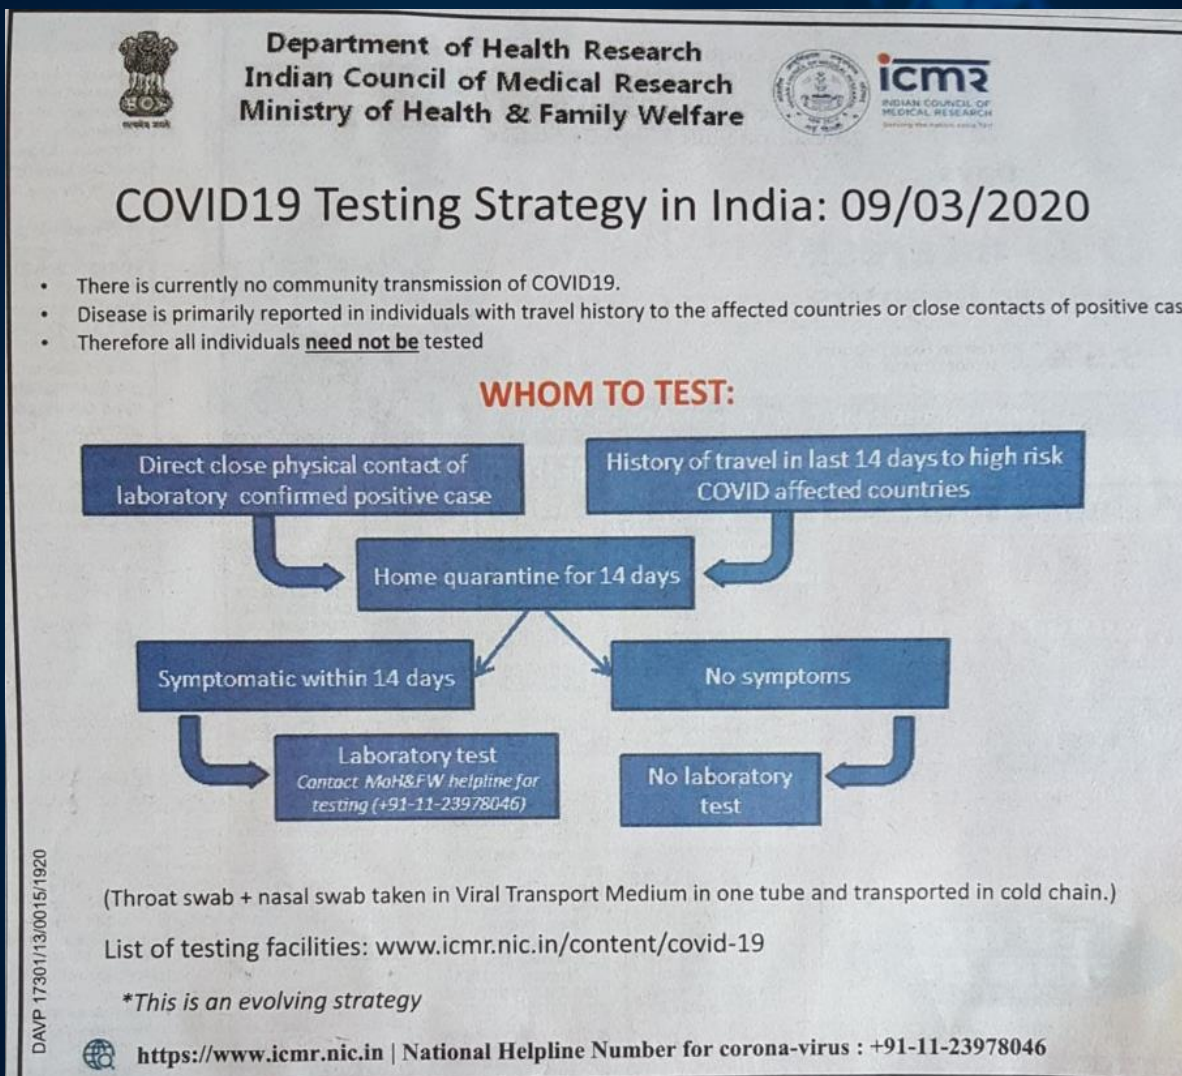 Department of Health Research
Indian Council of Medical Research
Ministry of Health & Family Welfare
सत्यमेव जयते
icmr
INDIAN COUNCIL OF
MEDICAL RESEARCH
COVID19 Testing Strategy in India: 09/03/2020
• There is currently no community transmission of COVID19.
• Disease is primarily reported in individuals with travel history to the affected countries or close contacts of positive cas
• Therefore all individuals need not be tested
WHOM TO TEST:
Direct close physical contact of
laboratory confirmed positive case
History of travel in last 14 days to high risk
COVID affected countries
Home quarantine for 14 days
Symptomatic within 14 days
No symptoms
Laboratory test
Contact MoH&FW helpline for
testing (+91-11-23978046)
No laboratory
test
(Throat swab + nasal swab taken in Viral Transport Medium in one tube and transported in cold chain.)
List of testing facilities: www.icmr.nic.in/content/covid-19
*This is an evolving strategy
https://www.icmr.nic.in | National Helpline Number for corona-virus : +91-11-23978046
DAVP 17301/13/0015/1920